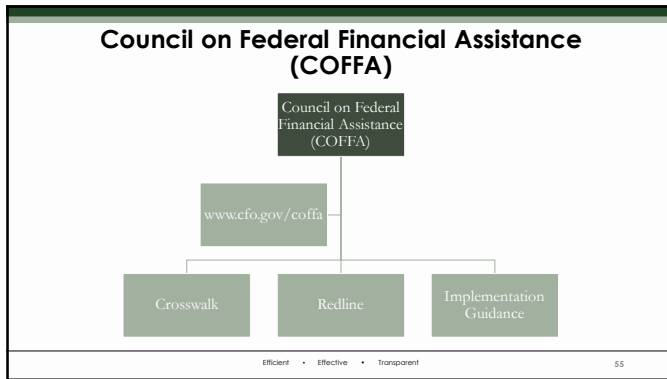 Council on Federal Financial Assistance
(COFFA)
Council on Federal
Financial Assistance
(COFFA)
www.cfo.gov/coffa
Crosswalk
Redline
Implementation
Guidance
Efficient • Effective • Transparent
55